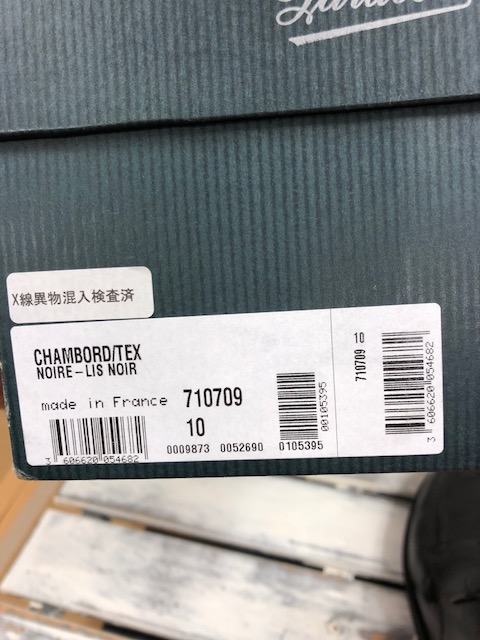 X線異物混入検査済
CHAMBORD/TEX
NOIRE-LIS NOIR
made in France 710709
10
3 606620 054682
0009873 0052690 0105395
00105395
710709 10
3 606620 054682